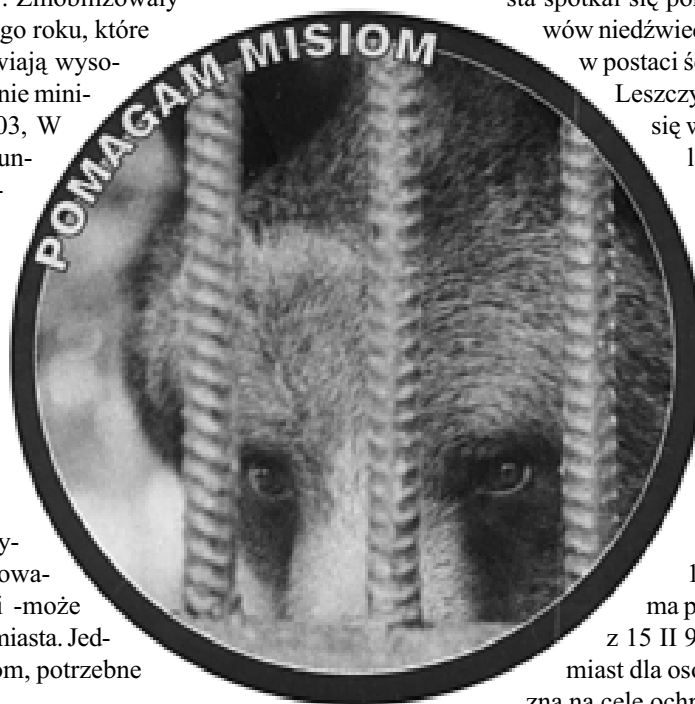 POMAGAM MISIOM
Zmobilizowały
go roku, które
wiają wyso-
nie mini-
03, W
un-
-
y-
owa-
i -może
miasta. Jed-
om, potrzebne
sta spotkał się
wów niedźwied
w postaci
Leszczy
się w
l
1
ma p
z 15 II 9
miast dla oso
zna na cele ochr